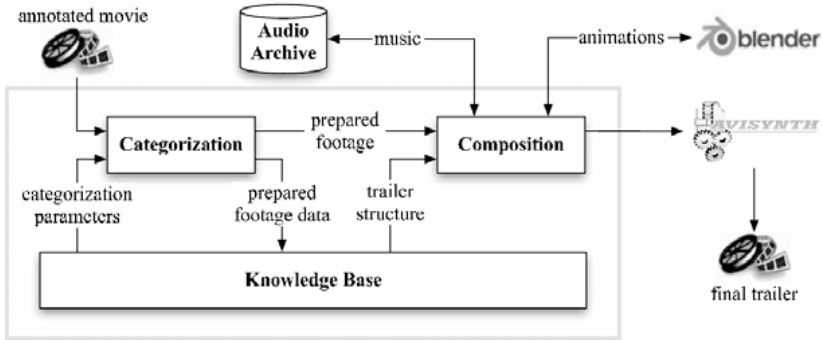 annotated movie
Audio
Archive
music
animations
blender
AVISYNTH
Categorization
prepared
footage
Composition
categorization
parameters
prepared
footage data
trailer
structure
Knowledge Base
final trailer